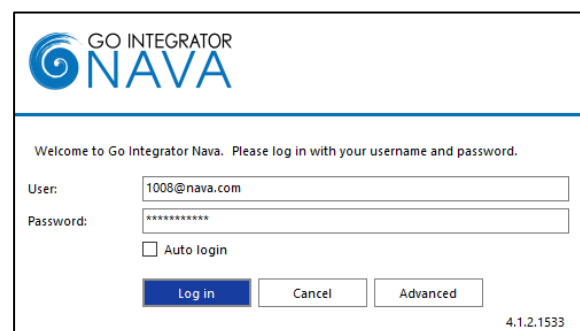 GO INTEGRATOR
NAVA
Welcome to Go Integrator Nava. Please log in with your username and password.
User: 1008@nava.com
Password: ***********
Auto login
Log in Cancel Advanced
4.1.2.1533